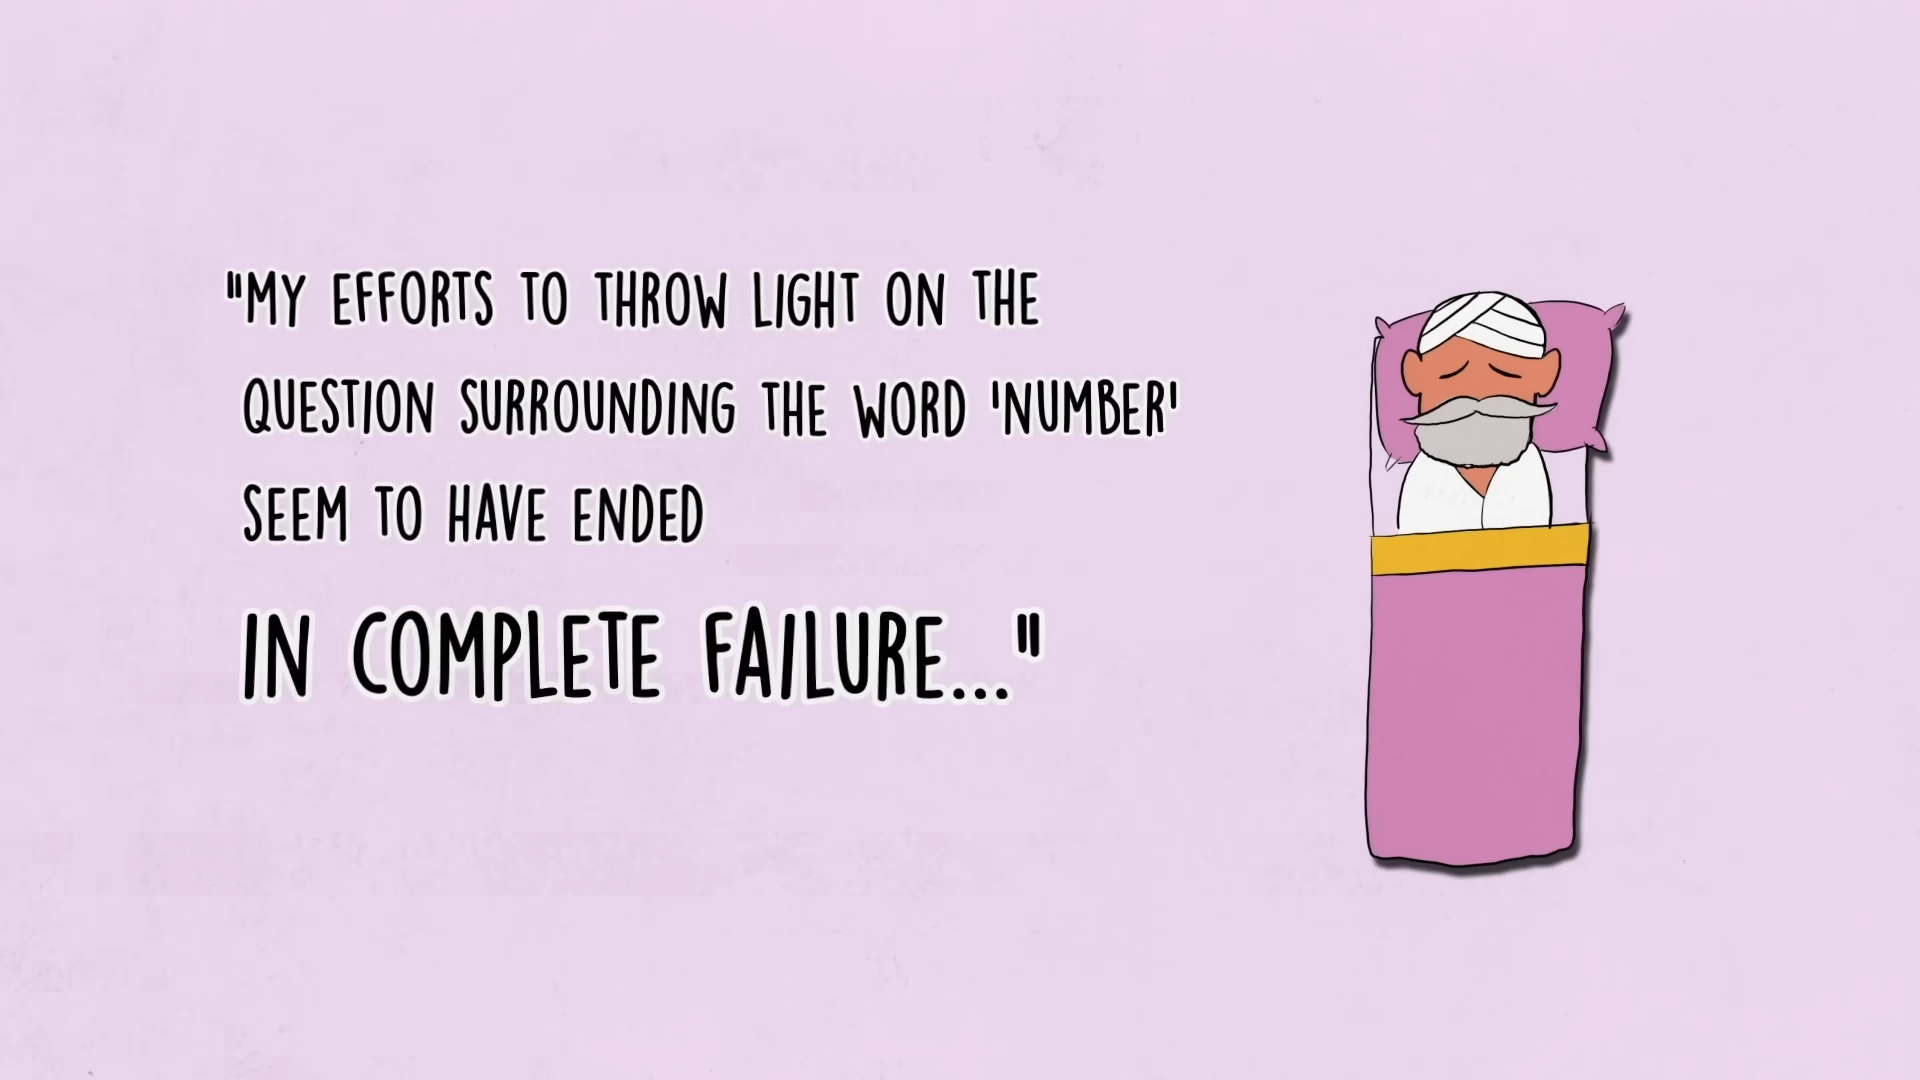 "MY EFFORTS TO THROW LIGHT ON THE
QUESTION SURROUNDING THE WORD 'NUMBER'
SEEM TO HAVE ENDED
IN COMPLETE FAILURE..."